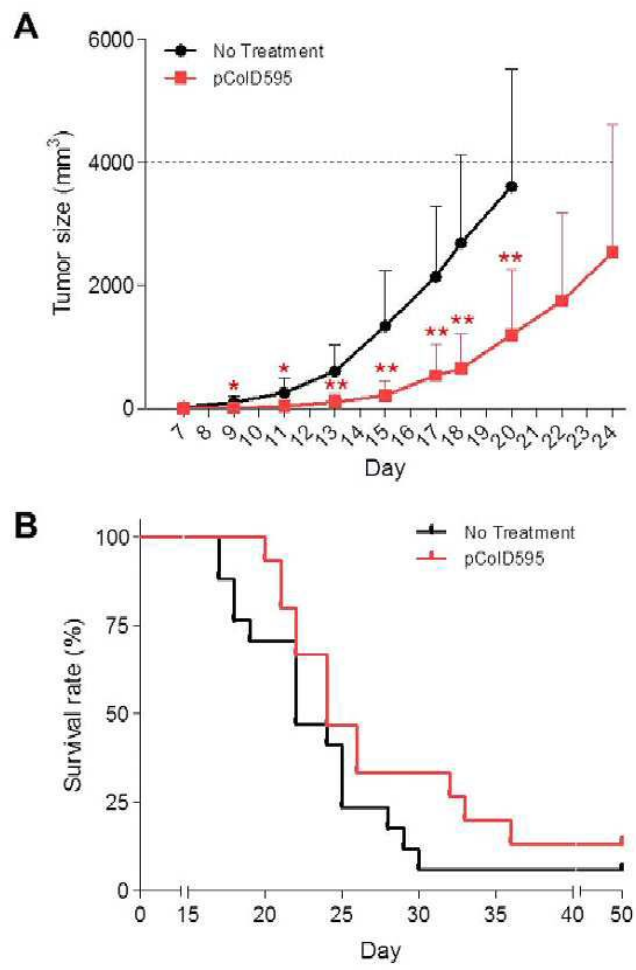 A
6000
4000
2000
0
Tumor size (mm³)
No Treatment
pColD595
* * ** ** ** ** **
7 8 9 10 11 12 13 14 15 16 17 18 19 20 21 22 23 24
Day
B
100
75
50
25
0
Survival rate (%)
No Treatment
pColD595
0 15 20 25 30 35 40 50
Day